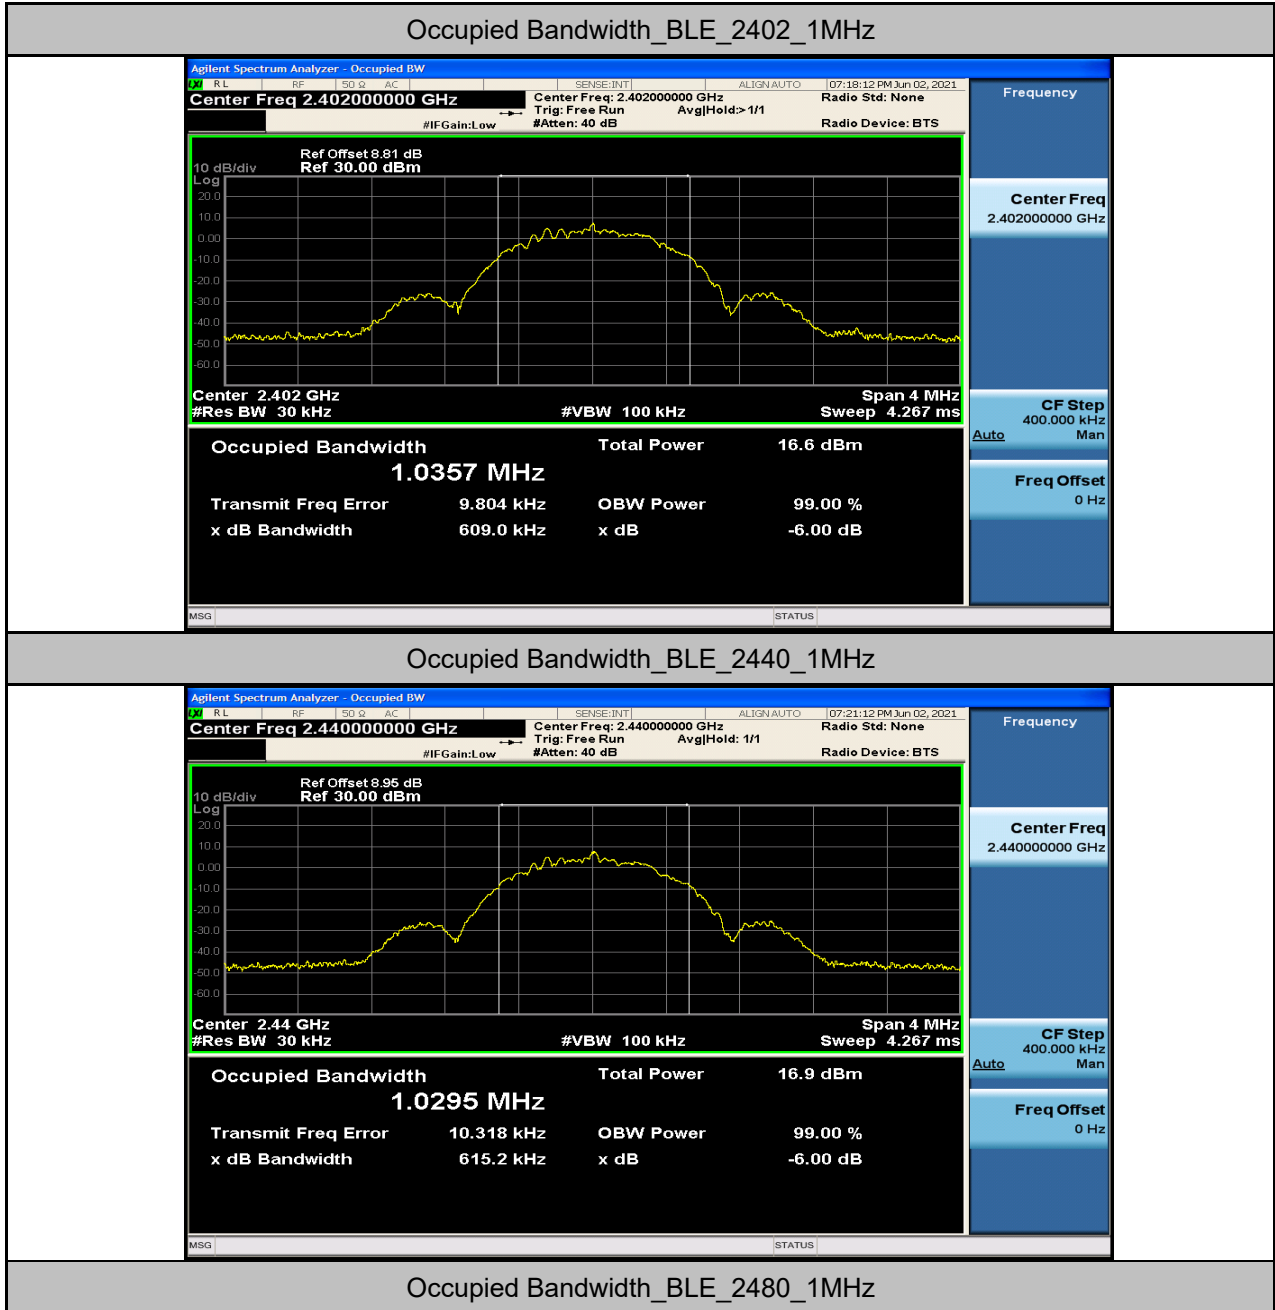 Occupied Bandwidth_BLE_2402_1MHz
Agilent Spectrum Analyzer - Occupied BW
LXI RL RF 50 Ω AC SENSE:INT ALIGN AUTO 07:18:12 PM Jun 02, 2021
Center Freq 2.402000000 GHz Center Freq: 2.402000000 GHz Radio Std: None Frequency
Trig: Free Run Avg|Hold:> 1/1
#IFGain:Low #Atten: 40 dB Radio Device: BTS
Ref Offset 8.81 dB
10 dB/div Ref 30.00 dBm
Log
20.0
10.0
0.00
-10.0
-20.0
-30.0
-40.0
-50.0
-60.0
Center Freq
2.402000000 GHz
Center 2.402 GHz Span 4 MHz
#Res BW 30 kHz #VBW 100 kHz Sweep 4.267 ms
CF Step
400.000 kHz
Auto Man
Occupied Bandwidth Total Power 16.6 dBm
1.0357 MHz
Transmit Freq Error 9.804 kHz OBW Power 99.00 %
x dB Bandwidth 609.0 kHz x dB -6.00 dB
Freq Offset
0 Hz
MSG STATUS
Occupied Bandwidth_BLE_2440_1MHz
Agilent Spectrum Analyzer - Occupied BW
LXI RL RF 50 Ω AC SENSE:INT ALIGN AUTO 07:21:12 PM Jun 02, 2021
Center Freq 2.440000000 GHz Center Freq: 2.440000000 GHz Radio Std: None Frequency
Trig: Free Run Avg|Hold: 1/1
#IFGain:Low #Atten: 40 dB Radio Device: BTS
Ref Offset 8.95 dB
10 dB/div Ref 30.00 dBm
Log
20.0
10.0
0.00
-10.0
-20.0
-30.0
-40.0
-50.0
-60.0
Center Freq
2.440000000 GHz
Center 2.44 GHz Span 4 MHz
#Res BW 30 kHz #VBW 100 kHz Sweep 4.267 ms
CF Step
400.000 kHz
Auto Man
Occupied Bandwidth Total Power 16.9 dBm
1.0295 MHz
Transmit Freq Error 10.318 kHz OBW Power 99.00 %
x dB Bandwidth 615.2 kHz x dB -6.00 dB
Freq Offset
0 Hz
MSG STATUS
Occupied Bandwidth_BLE_2480_1MHz